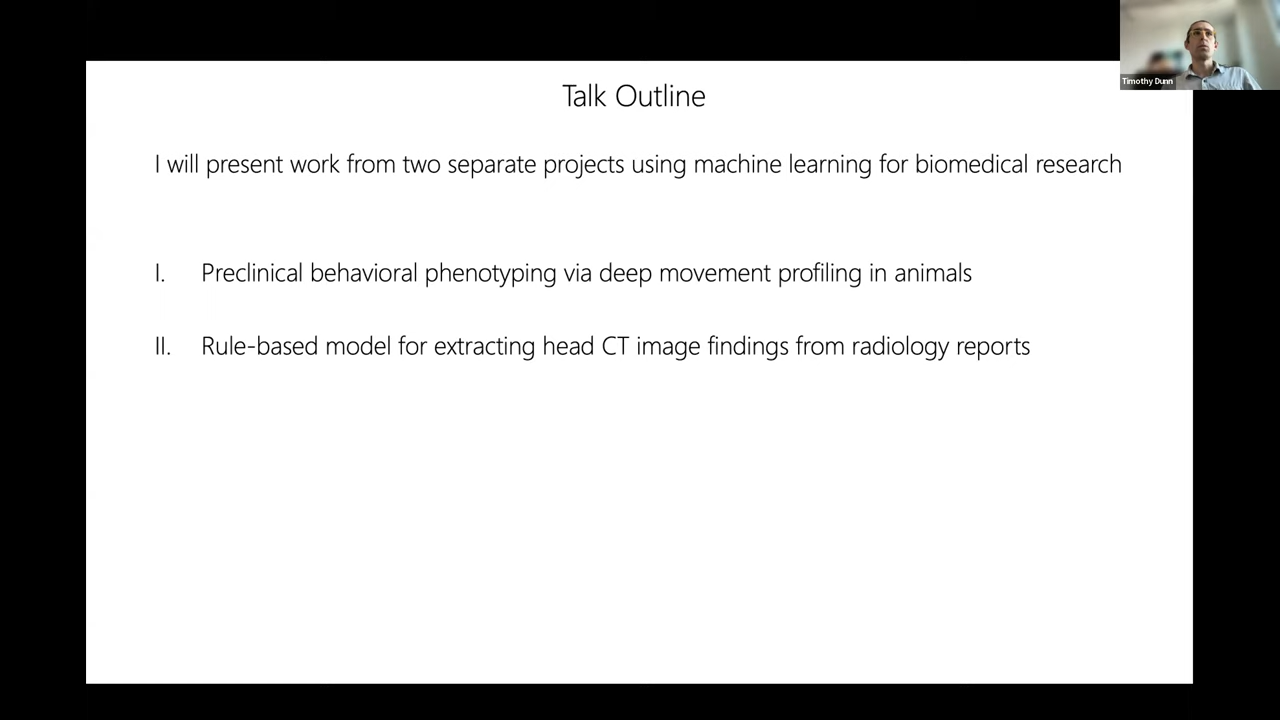 Timothy Dunn
Talk Outline
I will present work from two separate projects using machine learning for biomedical research
I. Preclinical behavioral phenotyping via deep movement profiling in animals
II. Rule-based model for extracting head CT image findings from radiology reports